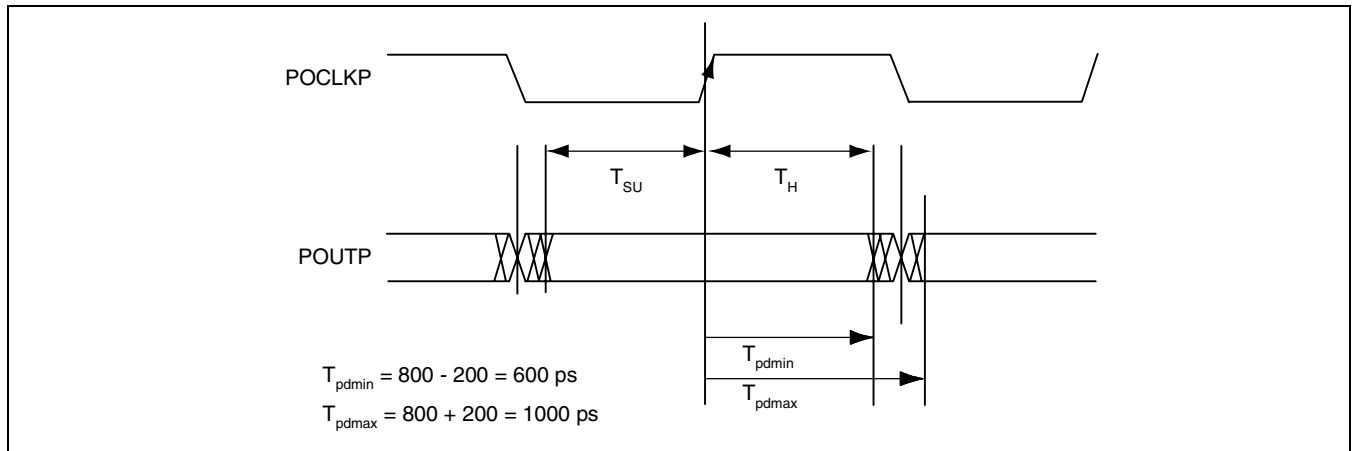 POCLKP
T_SU
T_H
POUTP
T_pdmin
T_pdmin = 800 - 200 = 600 ps
T_pdmax
T_pdmax = 800 + 200 = 1000 ps